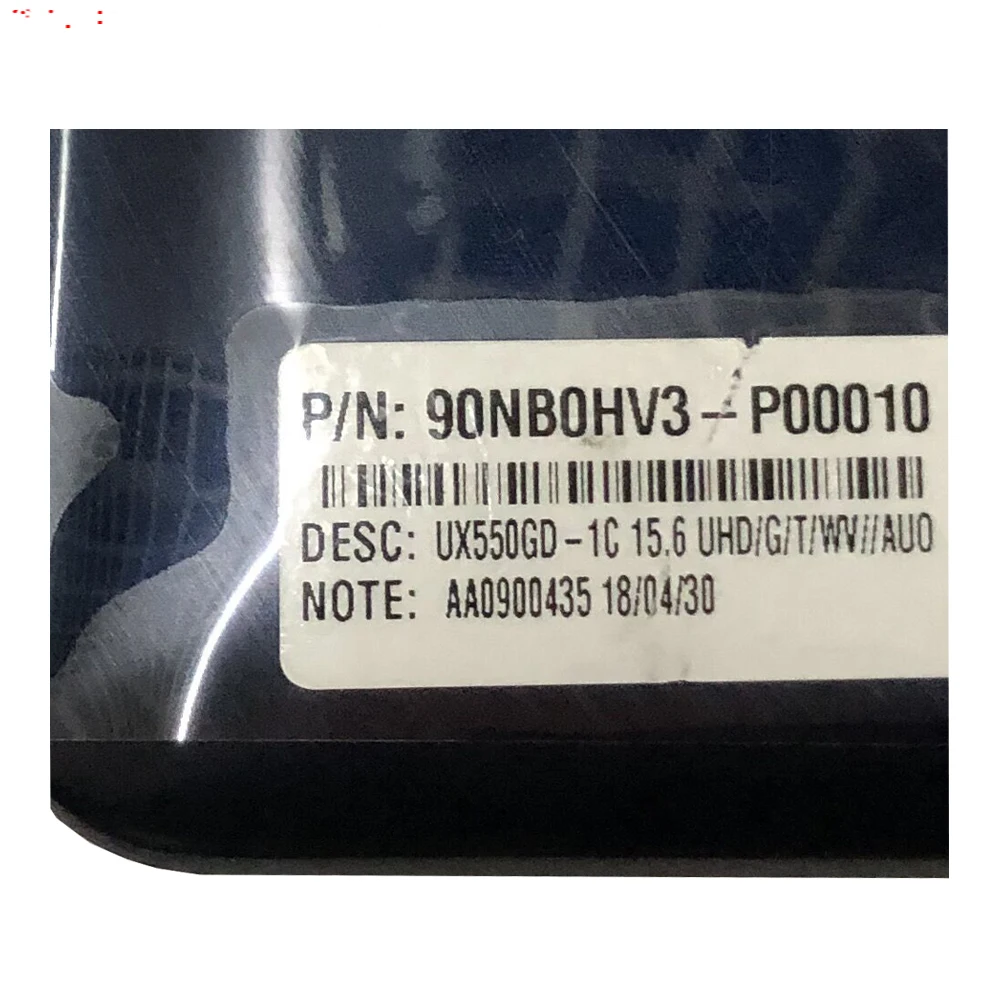 P/N: 90NB0HV3-P00010
DESC: UX550GD-1C 15.6 UHD/G/T/WV//AUO
NOTE: AA0900435 18/04/30